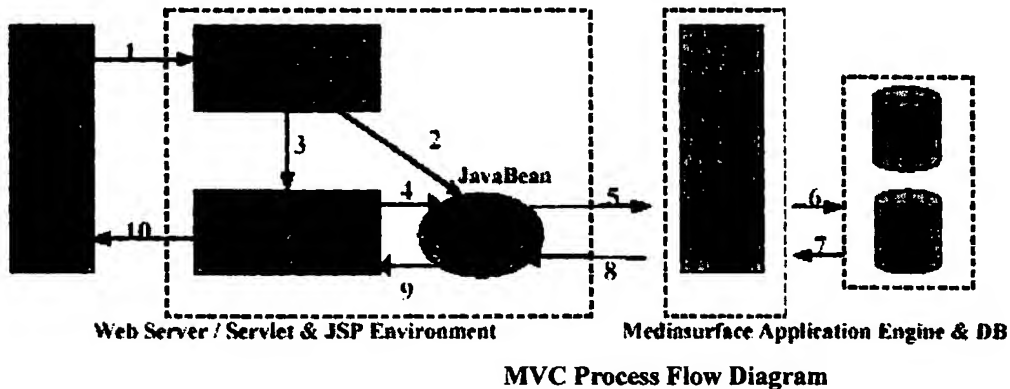 1
2
3
JavaBean
4
5
6
10
7
8
9
Web Server / Servlet & JSP Environment
Medinsurface Application Engine & DB
MVC Process Flow Diagram